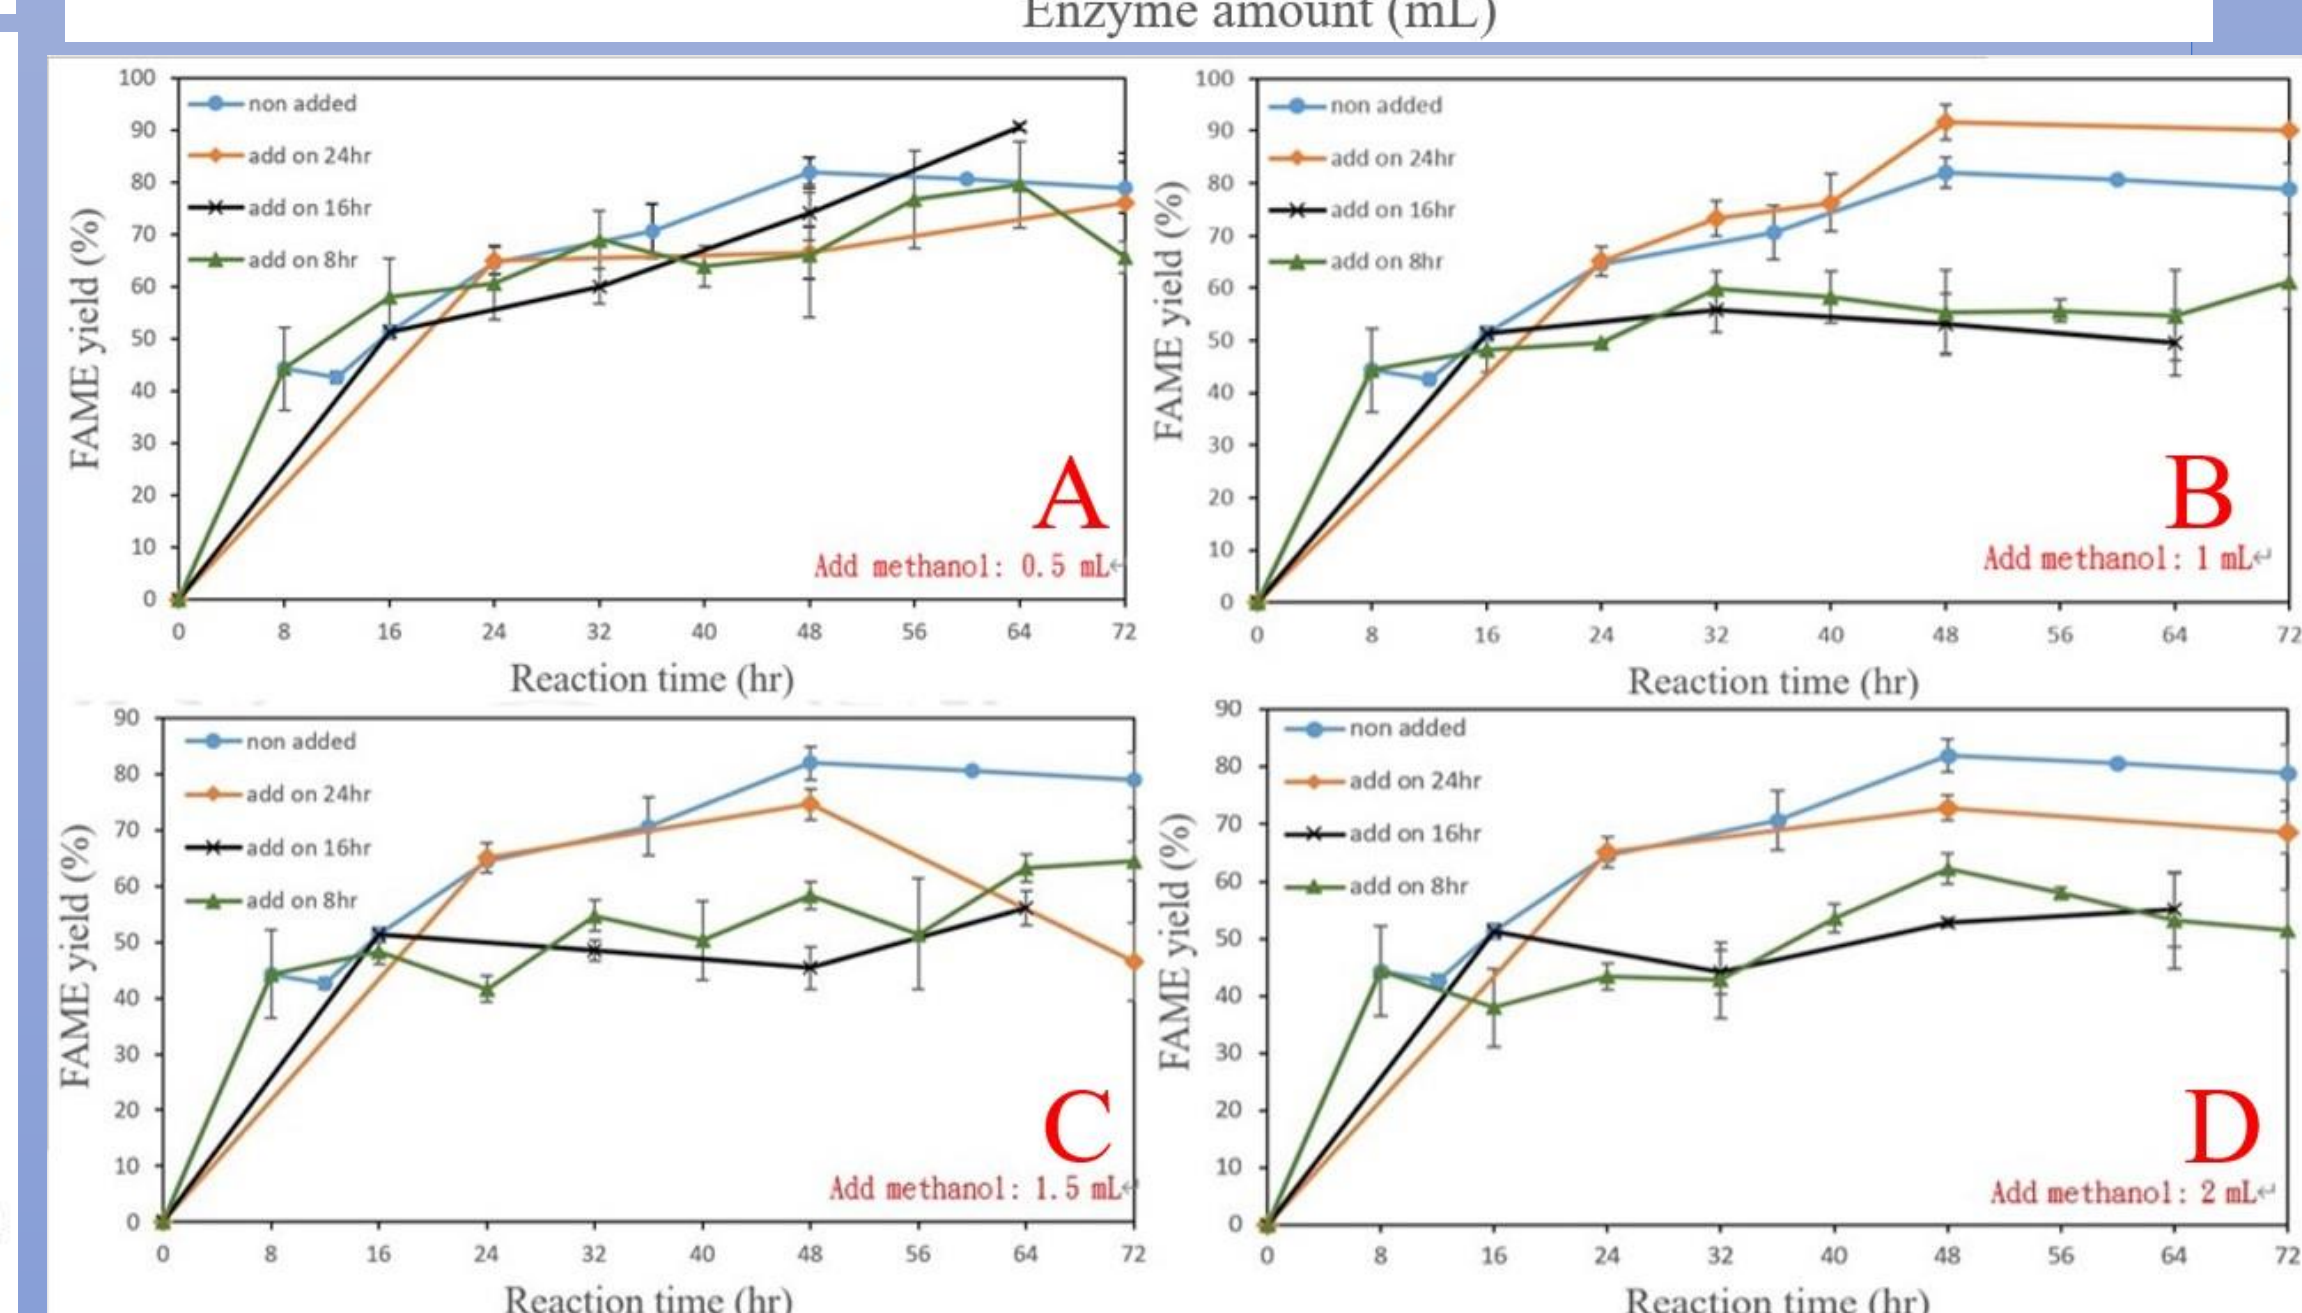 Enzyme amount (mL)
100
90
80
70
60
50
40
30
20
10
0
FAME yield (%)
non added
add on 24hr
add on 16hr
add on 8hr
A
Add methanol: 0.5 mL↵
0 8 16 24 32 40 48 56 64 72
Reaction time (hr)
100
90
80
70
60
50
40
30
20
10
0
FAME yield (%)
non added
add on 24hr
add on 16hr
add on 8hr
B
Add methanol: 1 mL↵
0 8 16 24 32 40 48 56 64 72
Reaction time (hr)
90
80
70
60
50
40
30
20
10
0
FAME yield (%)
non added
add on 24hr
add on 16hr
add on 8hr
C
Add methanol: 1.5 mL↵
0 8 16 24 32 40 48 56 64 72
Reaction time (hr)
90
80
70
60
50
40
30
20
10
0
FAME yield (%)
non added
add on 24hr
add on 16hr
add on 8hr
D
Add methanol: 2 mL↵
0 8 16 24 32 40 48 56 64 72
Reaction time (hr)